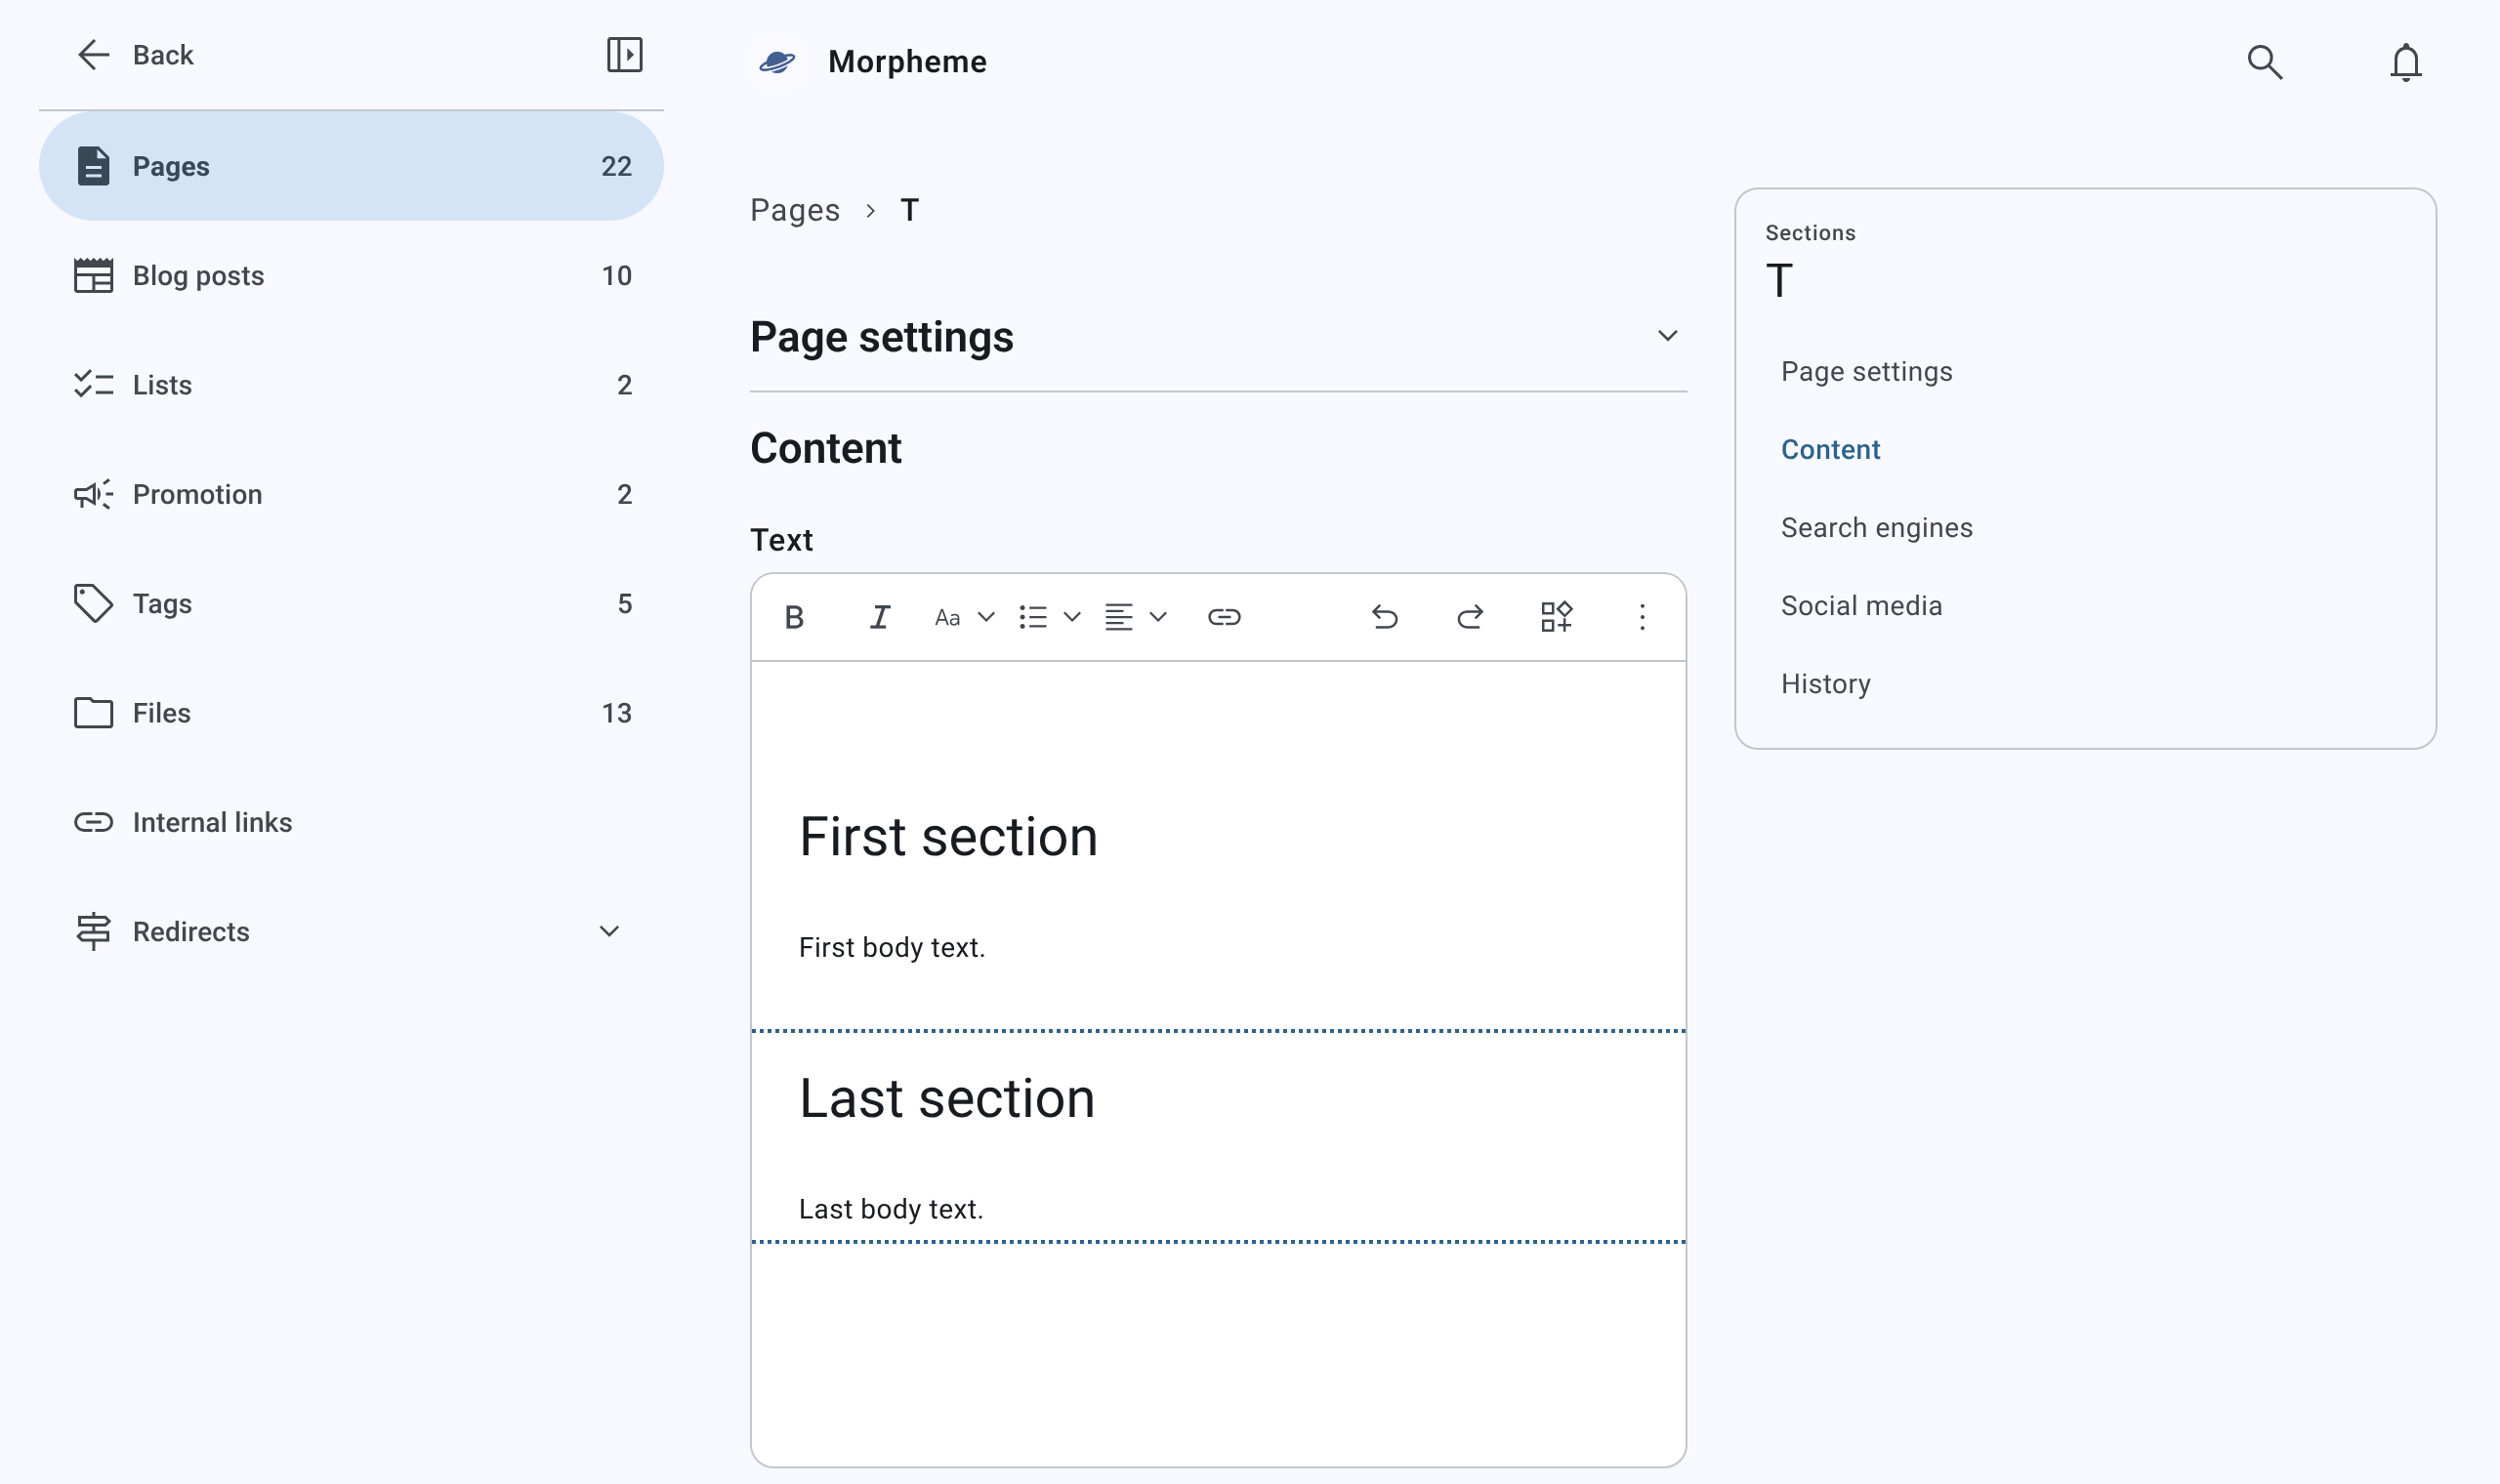 Back
Morpheme
Pages 22
Blog posts 10
Lists 2
Promotion 2
Tags 5
Files 13
Internal links
Redirects
Pages > T
Page settings
Content
Text
B I Aa
First section
First body text.
Last section
Last body text.
Sections
T
Page settings
Content
Search engines
Social media
History